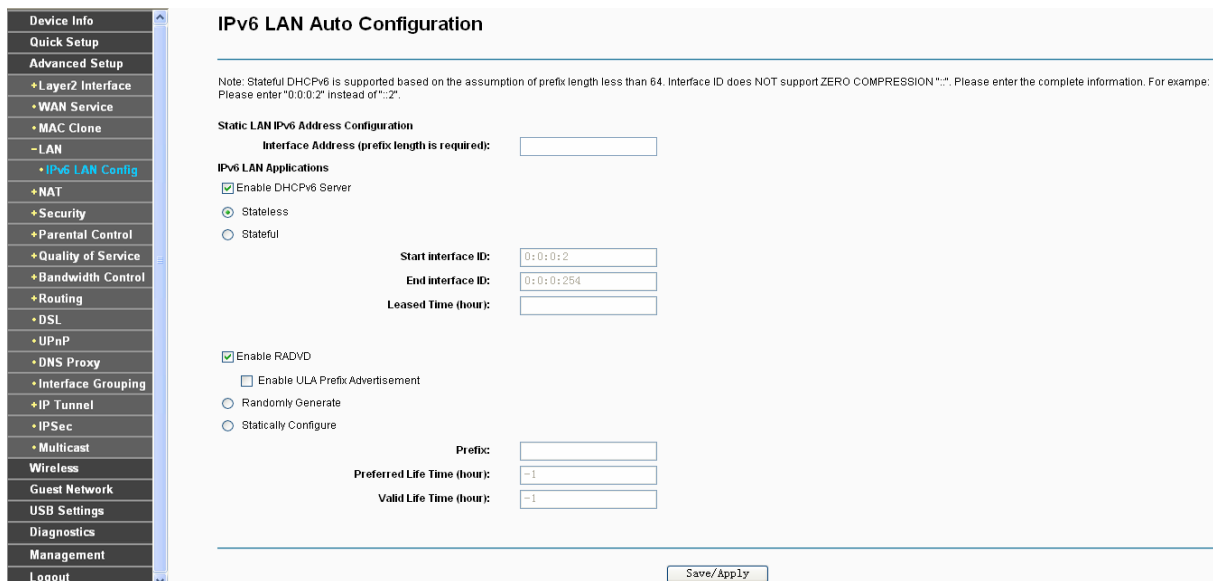 Device Info
Quick Setup
Advanced Setup
+Layer2 Interface
•WAN Service
•MAC Clone
−LAN
•IPv6 LAN Config
+NAT
+Security
+Parental Control
+Quality of Service
+Bandwidth Control
+Routing
•DSL
•UPnP
•DNS Proxy
•Interface Grouping
+IP Tunnel
•IPSec
•Multicast
Wireless
Guest Network
USB Settings
Diagnostics
Management
Logout
IPv6 LAN Auto Configuration
Note: Stateful DHCPv6 is supported based on the assumption of prefix length less than 64. Interface ID does NOT support ZERO COMPRESSION "::". Please enter the complete information. For exampe:
Please enter "0:0:0:2" instead of "::2".
Static LAN IPv6 Address Configuration
Interface Address (prefix length is required):
IPv6 LAN Applications
Enable DHCPv6 Server
Stateless
Stateful
Start interface ID: 0:0:0:2
End interface ID: 0:0:0:254
Leased Time (hour):
Enable RADVD
Enable ULA Prefix Advertisement
Randomly Generate
Statically Configure
Prefix:
Preferred Life Time (hour): -1
Valid Life Time (hour): -1
Save/Apply